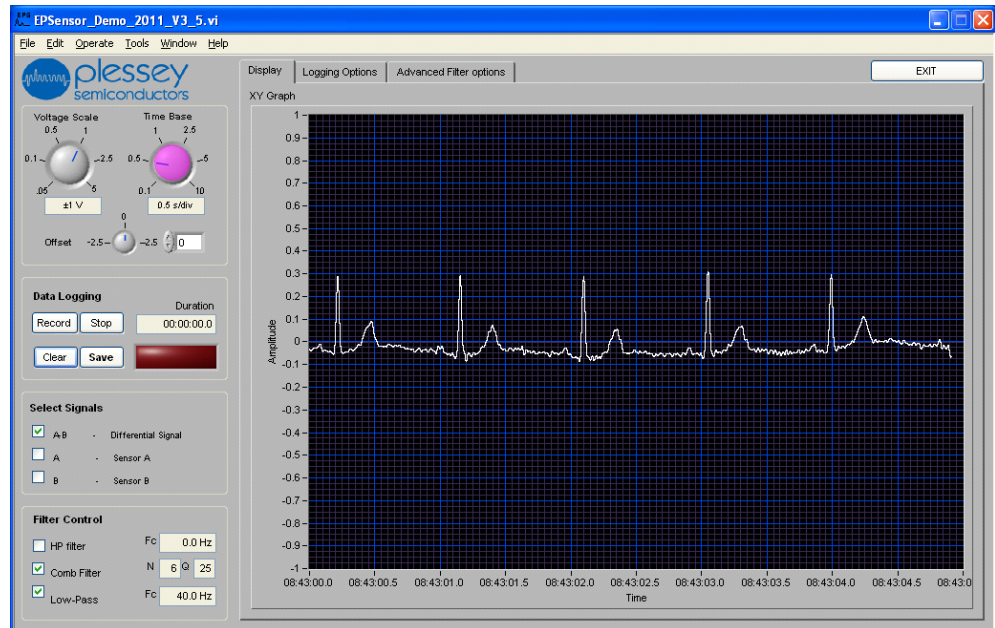 EPSensor_Demo_2011_V3_5.vi
File Edit Operate Tools Window Help
plessey
semiconductors
Voltage Scale
0.5 1
0.1 2.5
.05 5
±1 V
Time Base
1 2.5
0.5 5
0.1 10
0.5 s/div
0
Offset -2.5 2.5 0
Data Logging
Duration
Record Stop 00:00:00.0
Clear Save
Select Signals
A-B - Differential Signal
A - Sensor A
B - Sensor B
Filter Control
HP filter Fc 0.0 Hz
Comb Filter N 6 Q 25
Low-Pass Fc 40.0 Hz
Display Logging Options Advanced Filter options EXIT
XY Graph
1
0.9
0.8
0.7
0.6
0.5
0.4
0.3
0.2
0.1
0
-0.1
-0.2
-0.3
-0.4
-0.5
-0.6
-0.7
-0.8
-0.9
-1
Amplitude
08:43:00.0 08:43:00.5 08:43:01.0 08:43:01.5 08:43:02.0 08:43:02.5 08:43:03.0 08:43:03.5 08:43:04.0 08:43:04.5 08:43:0
Time